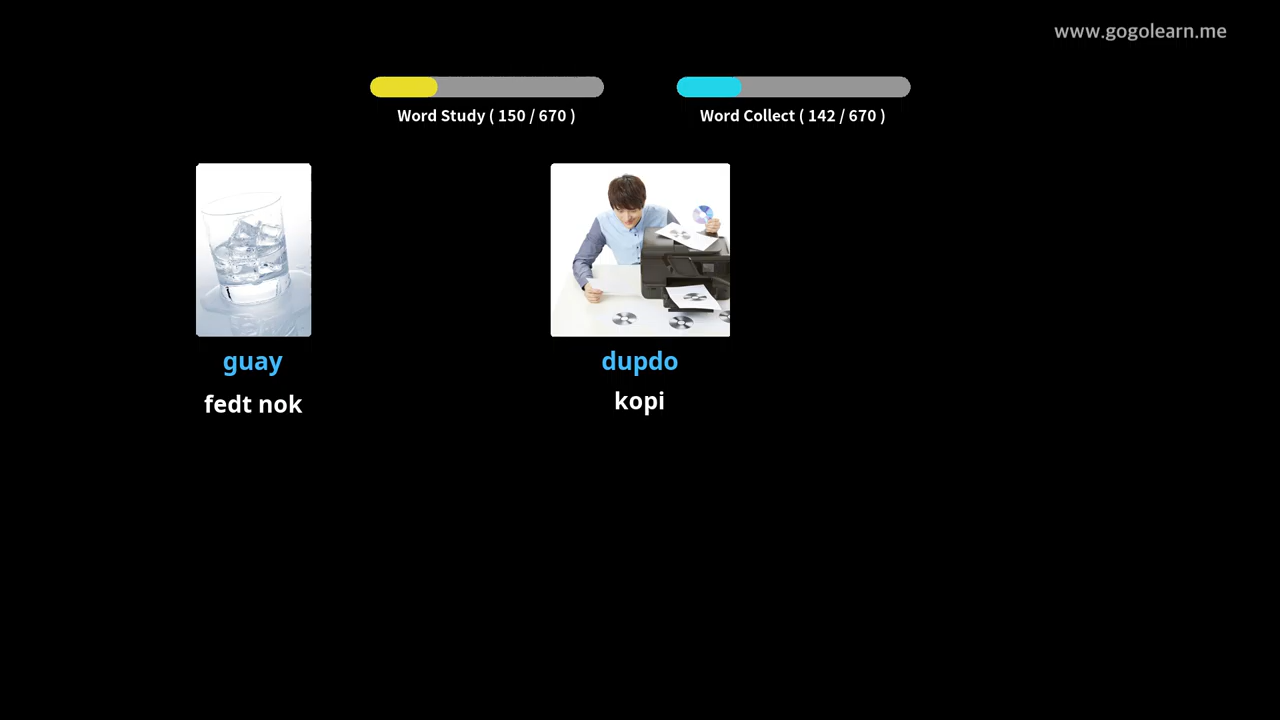 www.gogolearn.me
Word Study ( 150 / 670 )
Word Collect ( 142 / 670 )
guay
fedt nok
dupdo
kopi